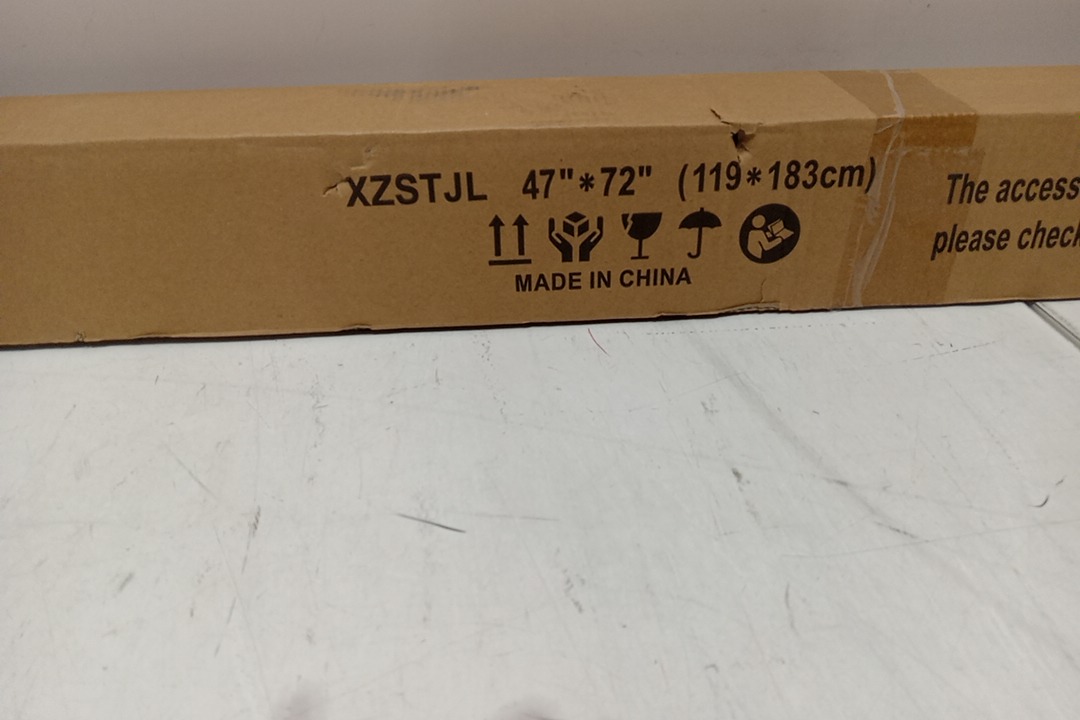 XZSTJL 47"*72" (119*183cm)
MADE IN CHINA
The access
please check